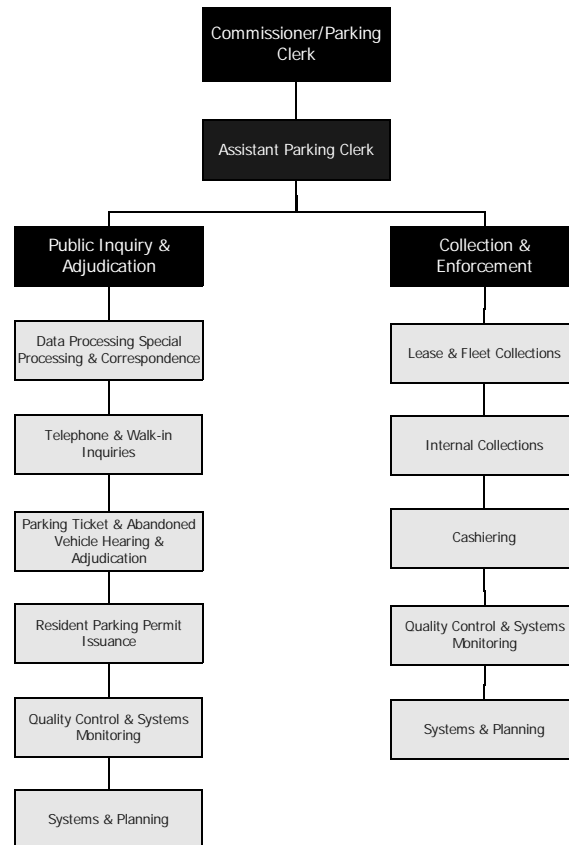 Commissioner/Parking
Clerk
Assistant Parking Clerk
Public Inquiry &
Adjudication
Data Processing Special
Processing & Correspondence
Telephone & Walk-in
Inquiries
Parking Ticket & Abandoned
Vehicle Hearing &
Adjudication
Resident Parking Permit
Issuance
Quality Control & Systems
Monitoring
Systems & Planning
Collection &
Enforcement
Lease & Fleet Collections
Internal Collections
Cashiering
Quality Control & Systems
Monitoring
Systems & Planning